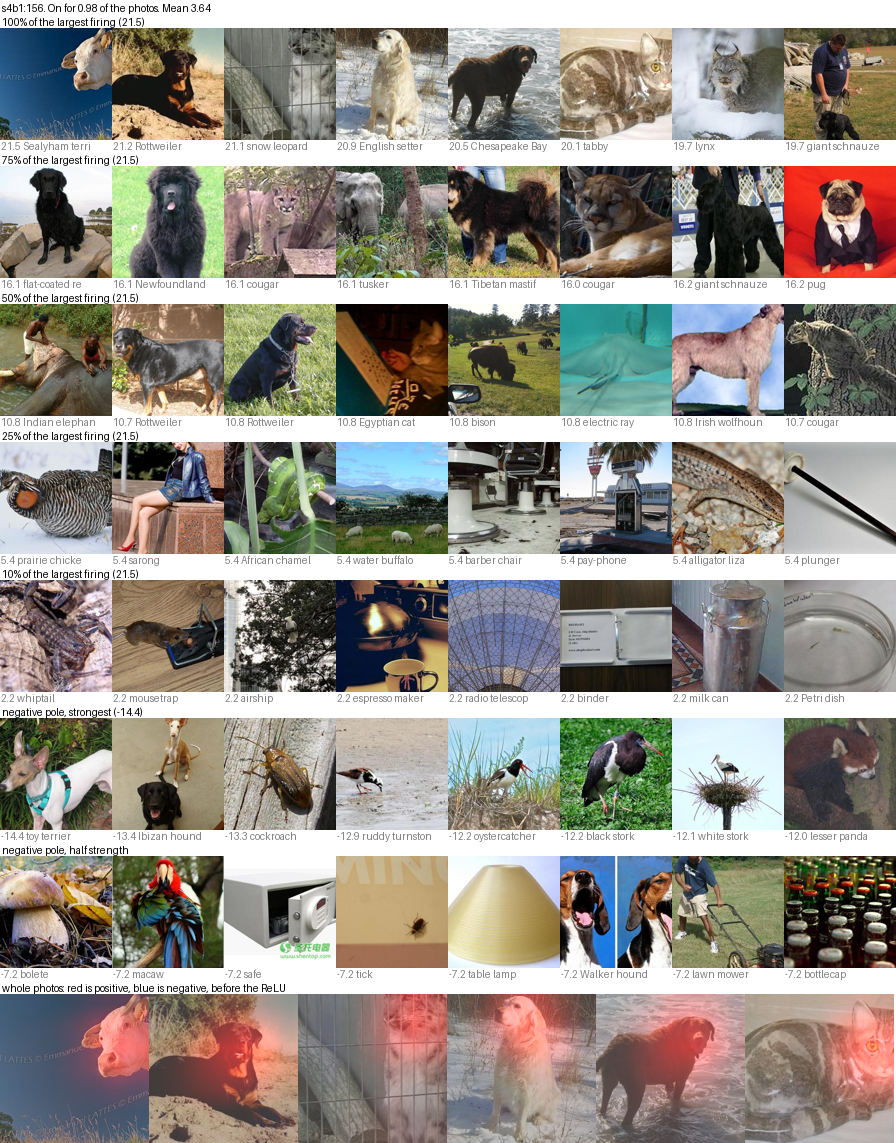 s4b1:156. On for 0.98 of the photos. Mean 3.64
100% of the largest firing (21.5)
LATTES © Emmanue
21.5 Sealyham terri
21.2 Rottweiler
21.1 snow leopard
20.9 English setter
20.5 Chesapeake Bay
20.1 tabby
19.7 lynx
19.7 giant schnauze
75% of the largest firing (21.5)
16.1 flat-coated re
16.1 Newfoundland
16.1 cougar
16.1 tusker
16.1 Tibetan mastif
16.0 cougar
16.2 giant schnauze
16.2 pug
50% of the largest firing (21.5)
10.8 Indian elephan
10.7 Rottweiler
10.8 Rottweiler
10.8 Egyptian cat
10.8 bison
10.8 electric ray
10.8 Irish wolfhoun
10.7 cougar
25% of the largest firing (21.5)
5.4 prairie chicke
5.4 sarong
5.4 African chamel
5.4 water buffalo
5.4 barber chair
5.4 pay-phone
5.4 alligator liza
5.4 plunger
10% of the largest firing (21.5)
2.2 whiptail
2.2 mousetrap
2.2 airship
2.2 espresso maker
2.2 radio telescop
2.2 binder
2.2 milk can
2.2 Petri dish
negative pole, strongest (-14.4)
-14.4 toy terrier
-13.4 Ibizan hound
-13.3 cockroach
-12.9 ruddy turnston
-12.2 oystercatcher
-12.2 black stork
-12.1 white stork
-12.0 lesser panda
negative pole, half strength
www.shentop.com
-7.2 bolete
-7.2 macaw
-7.2 safe
-7.2 tick
-7.2 table lamp
-7.2 Walker hound
-7.2 lawn mower
-7.2 bottlecap
whole photos: red is positive, blue is negative, before the ReLU
LATTES © Emmanue